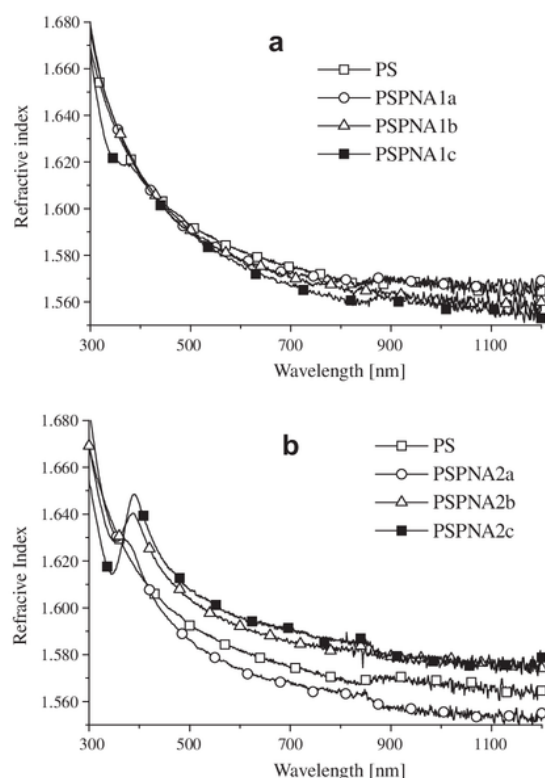 a
PS
PSPNA1a
PSPNA1b
PSPNA1c
1.680
1.660
1.640
1.620
1.600
1.580
1.560
Refractive index
300
500
700
900
1100
Wavelength [nm]
b
PS
PSPNA2a
PSPNA2b
PSPNA2c
1.680
1.660
1.640
1.620
1.600
1.580
1.560
Refracive Index
300
500
700
900
1100
Wavelength [nm]